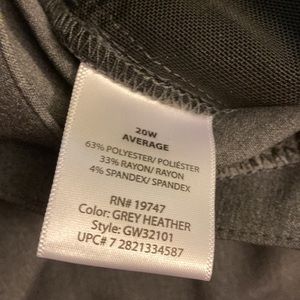 20W
AVERAGE
63% POLYESTER/ POLIÉSTER
33% RAYON/ RAYON
4% SPANDEX/ SPANDEX
RN# 19747
Color: GREY HEATHER
Style: GW32101
UPC# 7 2821334587